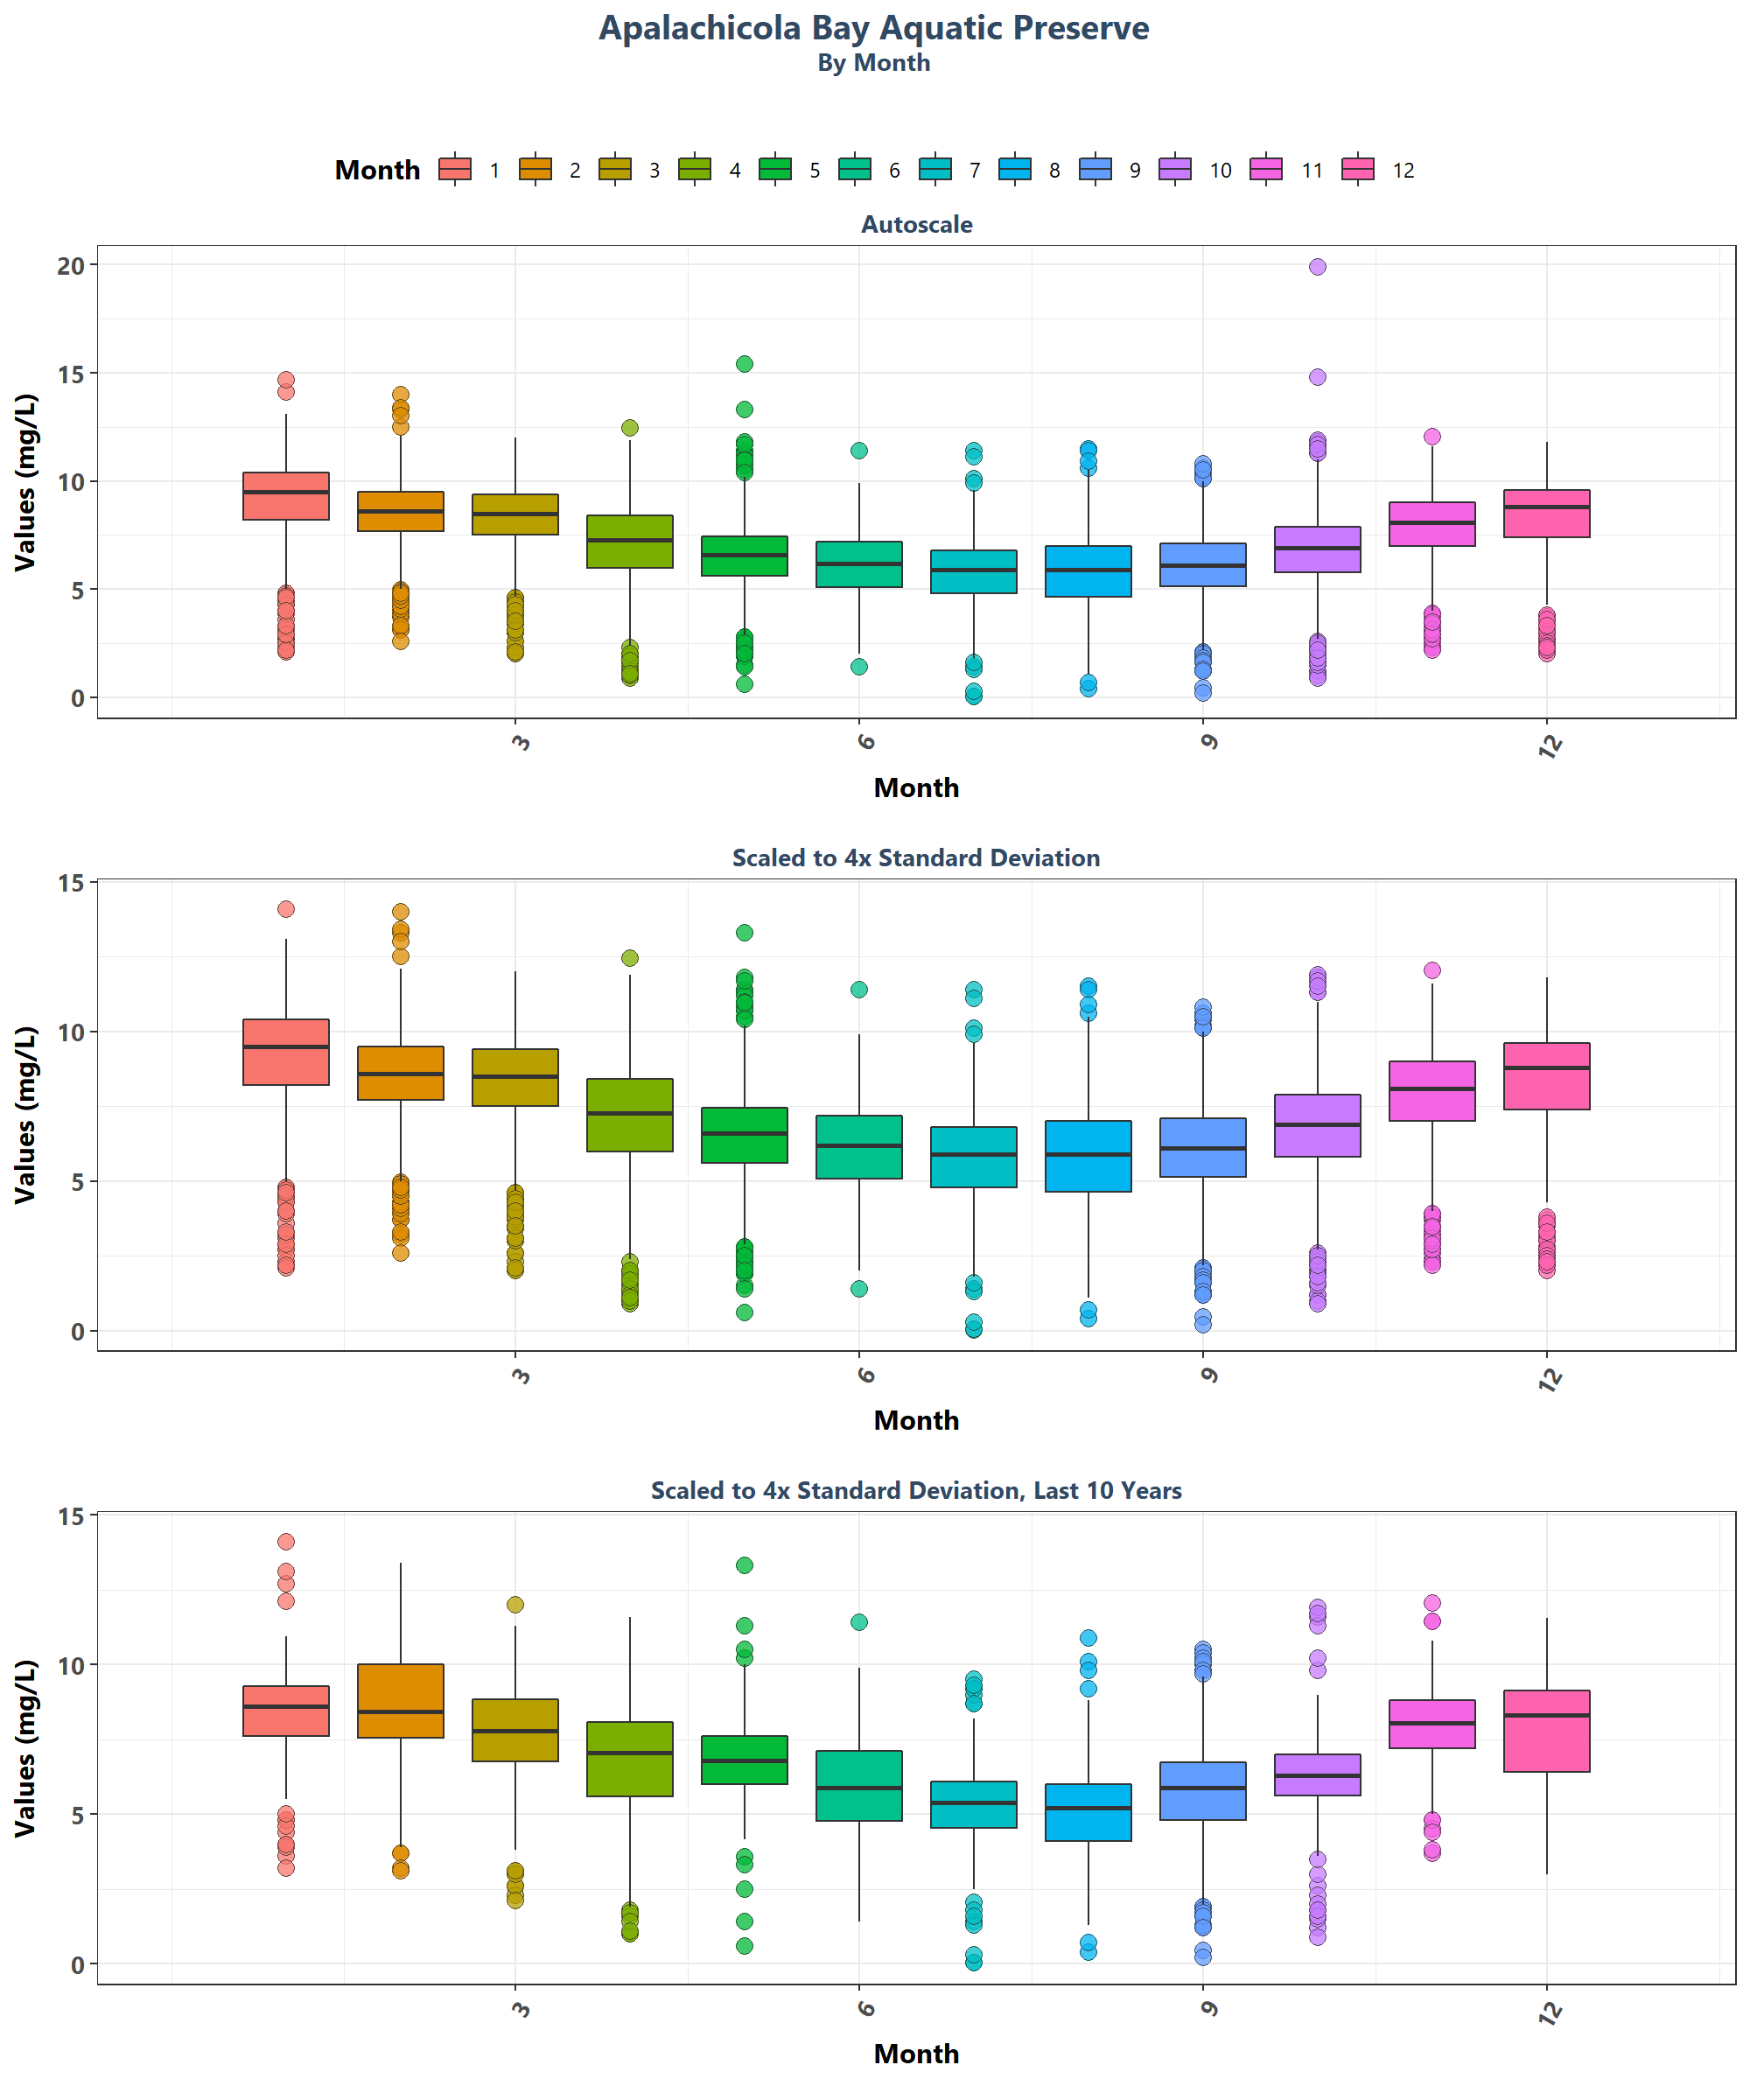 Apalachicola Bay Aquatic Preserve
By Month
Month 1 2 3 4 5 6 7 8 9 10 11 12
Autoscale
Values (mg/L)
20
15
10
5
0
3 6 9 12
Month
Scaled to 4x Standard Deviation
Values (mg/L)
15
10
5
0
3 6 9 12
Month
Scaled to 4x Standard Deviation, Last 10 Years
Values (mg/L)
15
10
5
0
3 6 9 12
Month